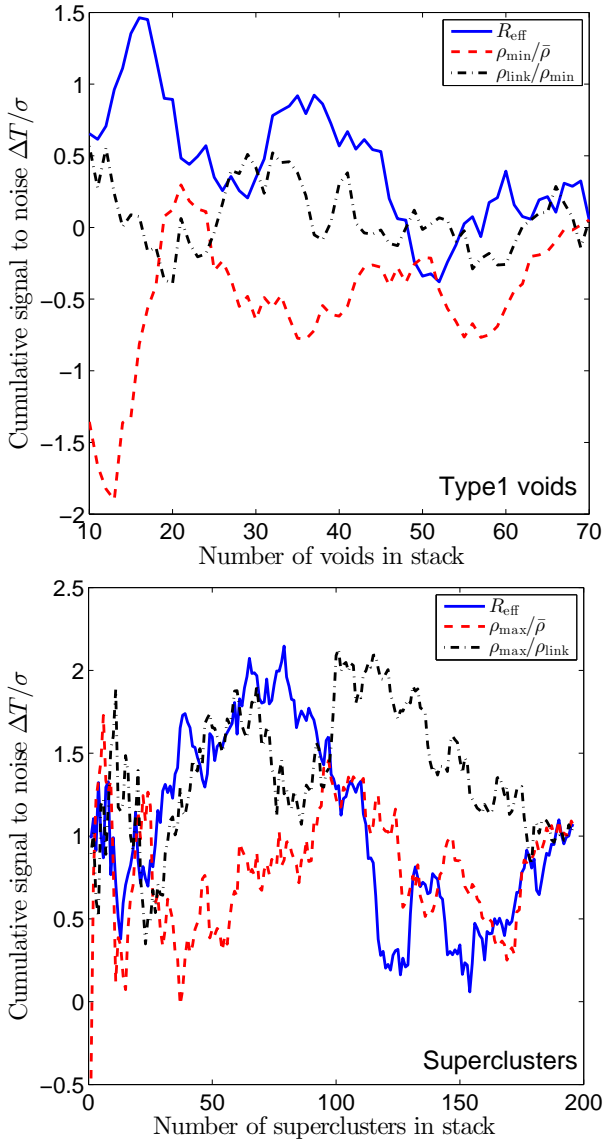 Cumulative signal to noise ΔT/σ
1.5
1
0.5
0
−0.5
−1
−1.5
−2
R_eff
ρ_min/ρ̄
ρ_link/ρ_min
Type1 voids
10 20 30 40 50 60 70
Number of voids in stack
Cumulative signal to noise ΔT/σ
2.5
2
1.5
1
0.5
0
−0.5
R_eff
ρ_max/ρ̄
ρ_max/ρ_link
Superclusters
0 50 100 150 200
Number of superclusters in stack